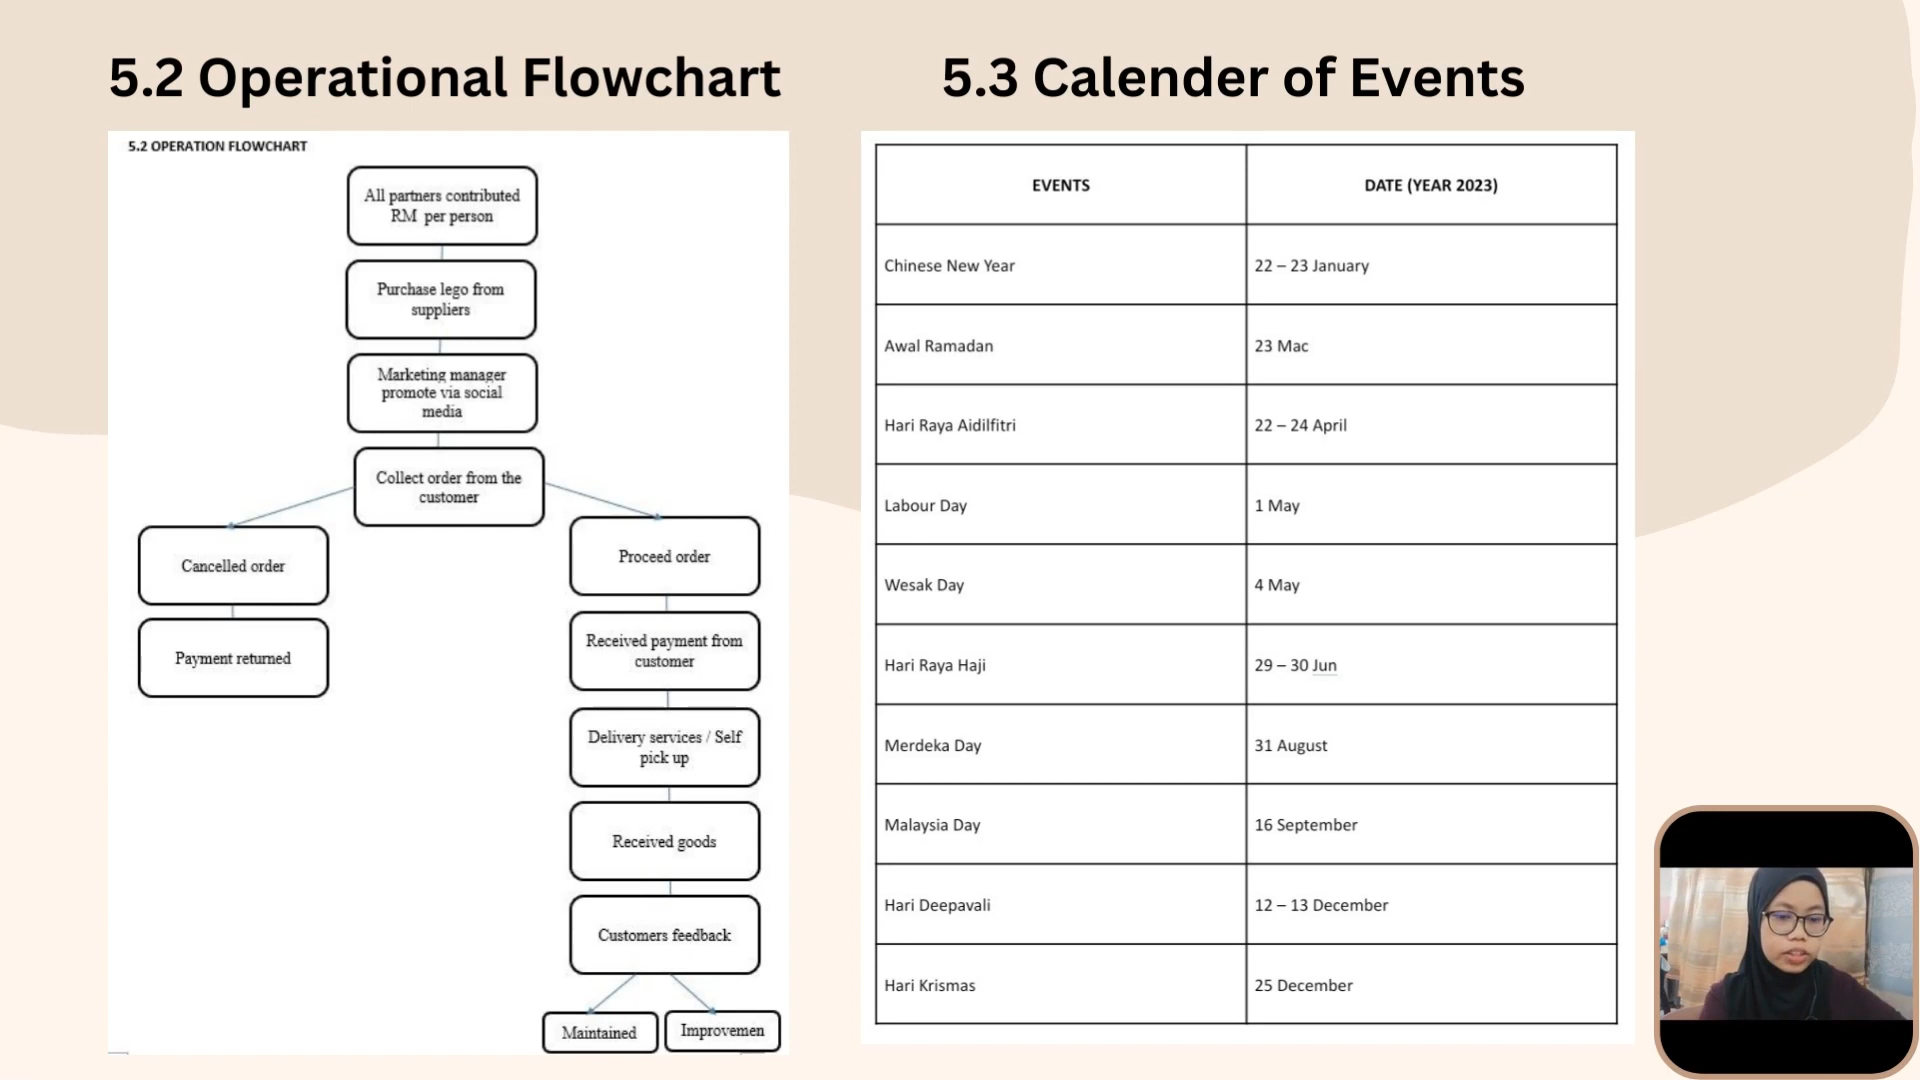 5.2 Operational Flowchart
5.2 OPERATION FLOWCHART
All partners contributed
RM per person
Purchase lego from
suppliers
Marketing manager
promote via social
media
Collect order from the
customer
Cancelled order
Payment returned
Proceed order
Received payment from
customer
Delivery services / Self
pick up
Received goods
Customers feedback
Maintained
Improvemen
5.3 Calender of Events
EVENTS DATE (YEAR 2023)
Chinese New Year 22 – 23 January
Awal Ramadan 23 Mac
Hari Raya Aidilfitri 22 – 24 April
Labour Day 1 May
Wesak Day 4 May
Hari Raya Haji 29 – 30 Jun
Merdeka Day 31 August
Malaysia Day 16 September
Hari Deepavali 12 – 13 December
Hari Krismas 25 December